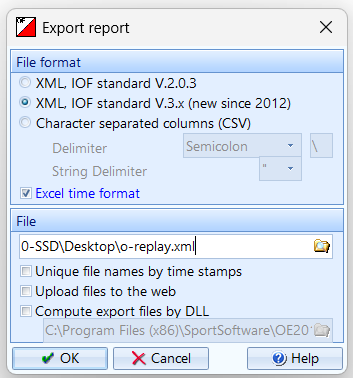 OE
Export report
File format
XML, IOF standard V.2.0.3
XML, IOF standard V.3.x (new since 2012)
Character separated columns (CSV)
Delimiter Semicolon \
String Delimiter "
Excel time format
File
0-SSD\Desktop\o-replay.xml
Unique file names by time stamps
Upload files to the web
Compute export files by DLL
C:\Program Files (x86)\SportSoftware\OE201
OK Cancel Help